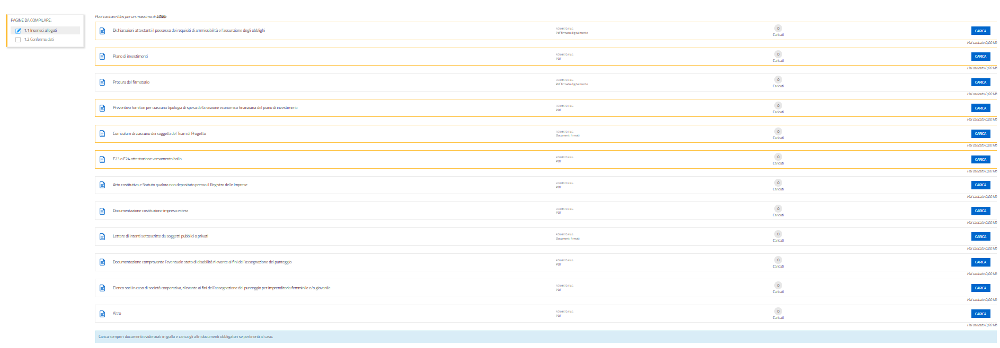 Puoi caricare files per un massimo di 40Mb
PAGINE DA COMPILARE:
1.1 Inserisci allegati
1.2 Conferma dati
Dichiarazioni attestanti il possesso dei requisiti di ammissibilità e l'assunzione degli obblighi
FORMATO FILE:
Pdf firmato digitalmente
0
Caricati
CARICA
Hai caricato 0,00 M
Piano di investimenti
FORMATO FILE:
PDF
0
Caricati
CARICA
Hai caricato 0,00 M
Procura del firmatario
FORMATO FILE:
Pdf firmato digitalmente
0
Caricati
CARICA
Hai caricato 0,00 M
Preventivo fornitori per ciascuna tipologia di spesa della sezione economico finanziaria del piano di investimenti
FORMATO FILE:
PDF
0
Caricati
CARICA
Hai caricato 0,00 M
Curriculum di ciascuno dei soggetti del Team di Progetto
FORMATO FILE:
Documenti firmati
0
Caricati
CARICA
Hai caricato 0,00 M
F23 o F24 attestazione versamento bollo
FORMATO FILE:
PDF
0
Caricati
CARICA
Hai caricato 0,00 M
Atto costitutivo e Statuto qualora non depositato presso il Registro delle Imprese
FORMATO FILE:
PDF
0
Caricati
CARICA
Hai caricato 0,00 M
Documentazione costituzione impresa estera
FORMATO FILE:
PDF
0
Caricati
CARICA
Hai caricato 0,00 M
Lettere di intenti sottoscritte da soggetti pubblici o privati
FORMATO FILE:
Documenti firmati
0
Caricati
CARICA
Hai caricato 0,00 M
Documentazione comprovante l'eventuale stato di disabilità rilevante ai fini dell'assegnazione del punteggio
FORMATO FILE:
PDF
0
Caricati
CARICA
Hai caricato 0,00 M
Elenco soci in caso di società cooperativa, rilevante ai fini dell'assegnazione del punteggio per imprenditoria femminile e/o giovanile
FORMATO FILE:
PDF
0
Caricati
CARICA
Hai caricato 0,00 M
Altro
FORMATO FILE:
PDF
0
Caricati
CARICA
Hai caricato 0,00 M
Carica sempre i documenti evidenziati in giallo e carica gli altri documenti obbligatori se pertinenti al caso.